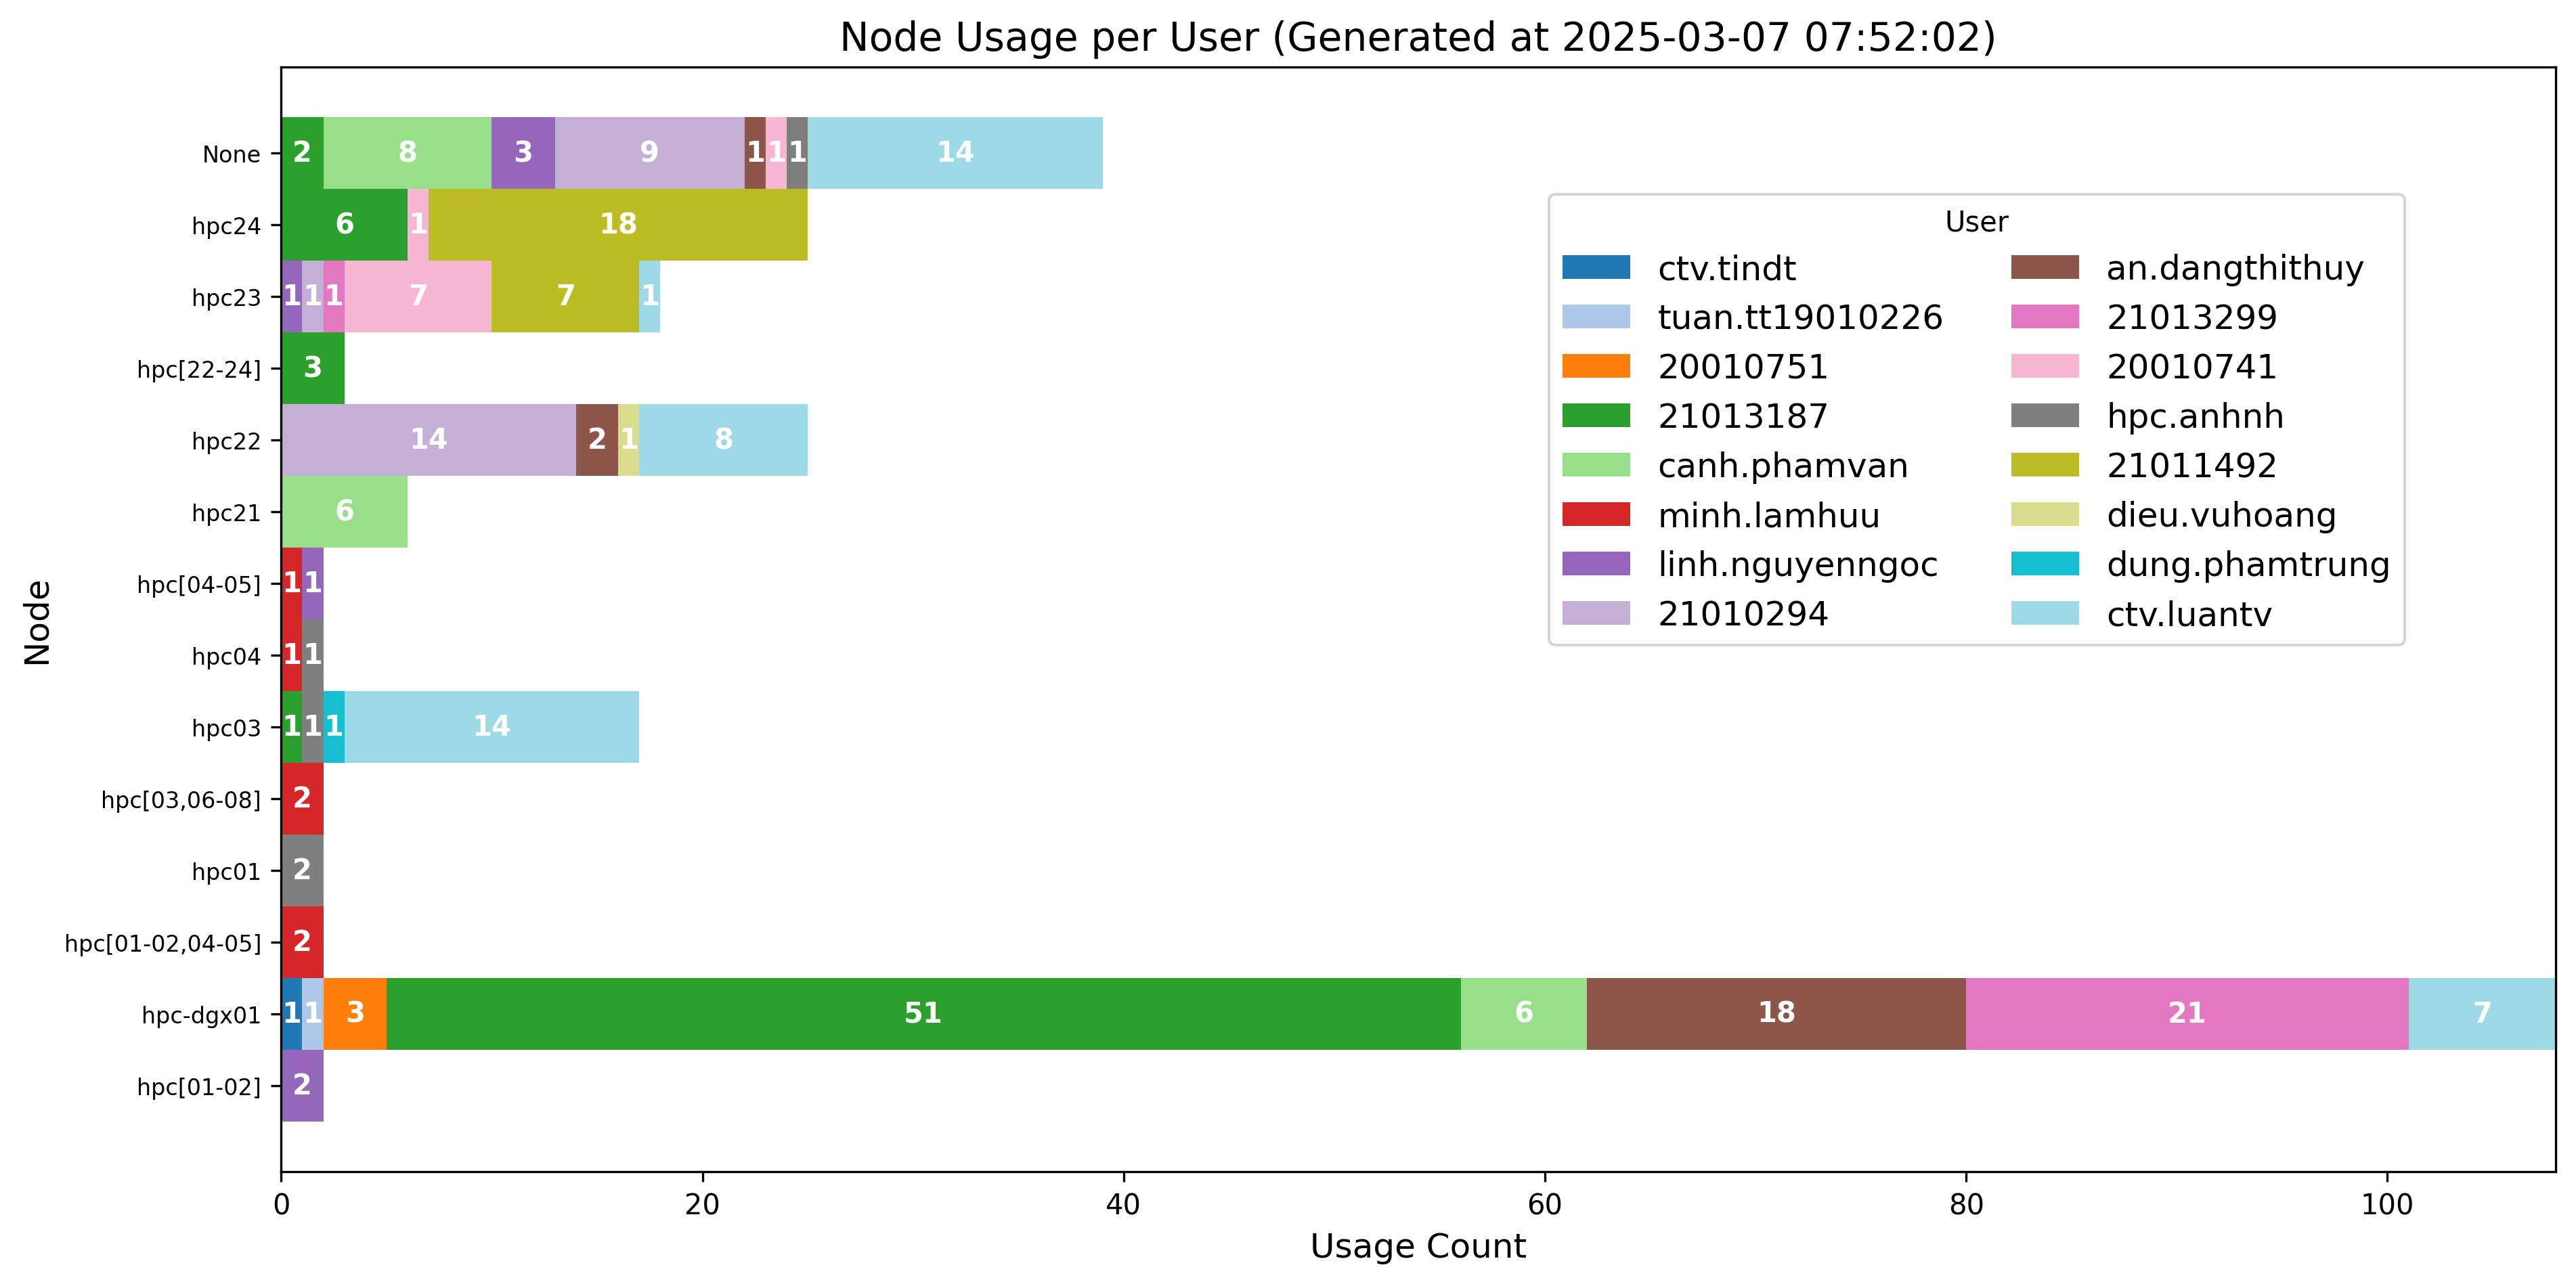 Node Usage per User (Generated at 2025-03-07 07:52:02)
Node
None 2 8 3 9 1 1 1 14
hpc24 6 1 18
hpc23 1 1 1 7 7 1
hpc[22-24] 3
hpc22 14 2 1 8
hpc21 6
hpc[04-05] 1 1
hpc04 1 1
hpc03 1 1 1 14
hpc[03,06-08] 2
hpc01 2
hpc[01-02,04-05] 2
hpc-dgx01 1 1 3 51 6 18 21 7
hpc[01-02] 2
0 20 40 60 80 100
Usage Count
User
ctv.tindt
tuan.tt19010226
20010751
21013187
canh.phamvan
minh.lamhuu
linh.nguyenngoc
21010294
an.dangthithuy
21013299
20010741
hpc.anhnh
21011492
dieu.vuhoang
dung.phamtrung
ctv.luantv